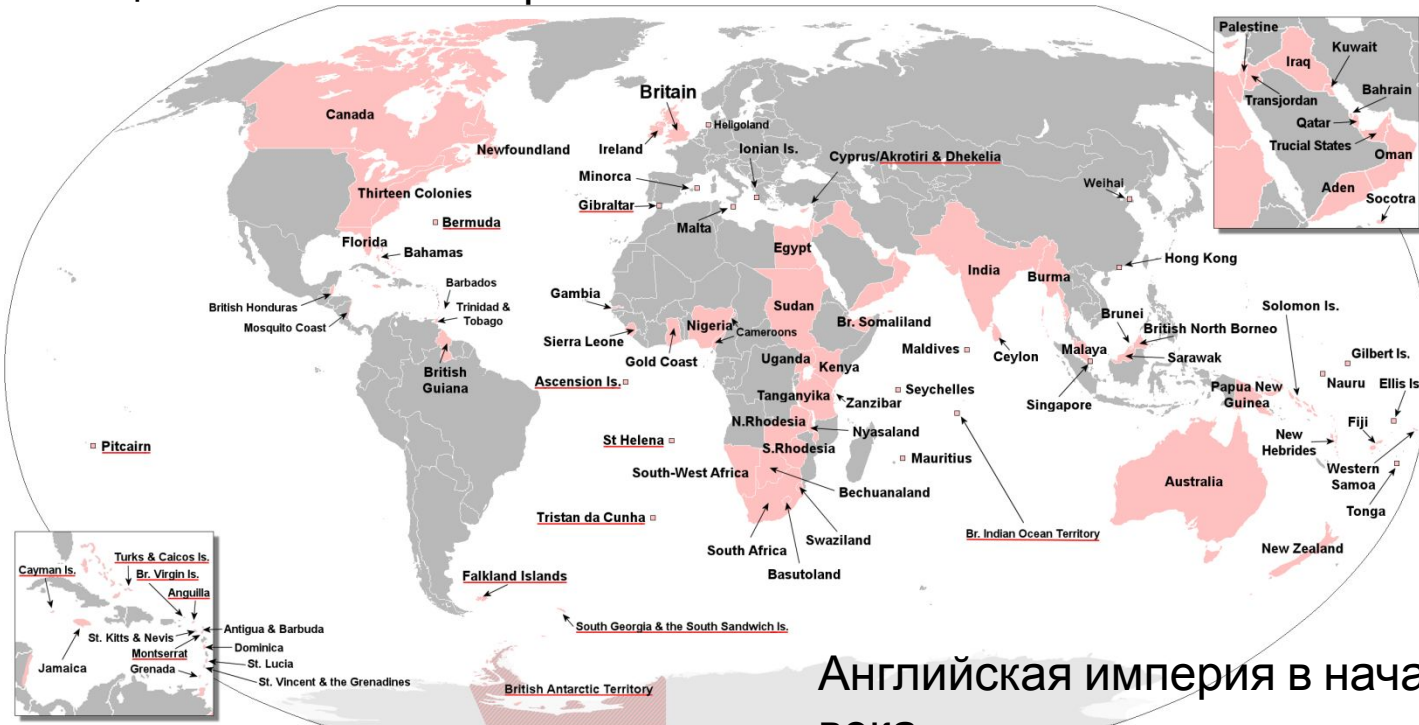 Palestine
Iraq
Kuwait
Transjordan
Bahrain
Qatar
Trucial States
Oman
Aden
Socotra
Canada
Newfoundland
Britain
Ireland
Heligoland
Ionian Is.
Cyprus/Akrotiri & Dhekelia
Minorca
Gibraltar
Malta
Weihai
Thirteen Colonies
Bermuda
Florida
Bahamas
British Honduras
Mosquito Coast
Barbados
Trinidad &
Tobago
British
Guiana
Egypt
Sudan
Gambia
Sierra Leone
Nigeria
Cameroons
Gold Coast
Br. Somaliland
Uganda
Kenya
Tanganyika
Zanzibar
N.Rhodesia
Nyasaland
S.Rhodesia
South-West Africa
Bechuanaland
Swaziland
South Africa
Basutoland
India
Burma
Hong Kong
Maldives
Ceylon
Malaya
Singapore
Brunei
British North Borneo
Sarawak
Seychelles
Mauritius
Br. Indian Ocean Territory
Solomon Is.
Gilbert Is.
Nauru
Ellis Is
Papua New
Guinea
Fiji
New
Hebrides
Western
Samoa
Tonga
Australia
New Zealand
Ascension Is.
St Helena
Tristan da Cunha
Pitcairn
Falkland Islands
South Georgia & the South Sandwich Is.
British Antarctic Territory
Turks & Caicos Is.
Cayman Is.
Br. Virgin Is.
Anguilla
St. Kitts & Nevis
Antigua & Barbuda
Montserrat
Dominica
Jamaica
Grenada
St. Lucia
St. Vincent & the Grenadines
Английская империя в нача